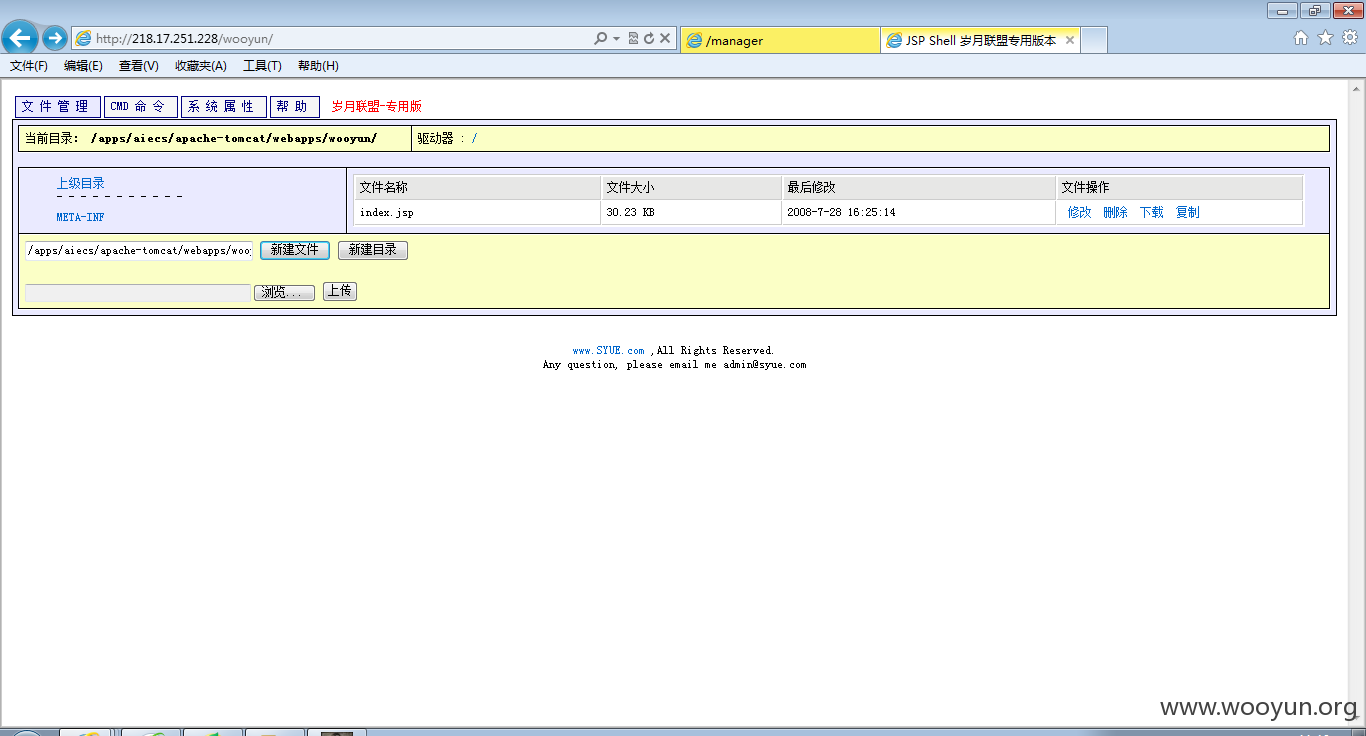 http://218.17.251.228/wooyun/
/manager
JSP Shell 岁月联盟专用版本
文件(F) 编辑(E) 查看(V) 收藏夹(A) 工具(T) 帮助(H)
文件管理 CMD命令 系统属性 帮助 岁月联盟-专用版
当前目录: /apps/aiecs/apache-tomcat/webapps/wooyun/ 驱动器 : /
上级目录
- - - - - - - - - - -
META-INF
文件名称 文件大小 最后修改 文件操作
index.jsp 30.23 KB 2008-7-28 16:25:14 修改 删除 下载 复制
/apps/aiecs/apache-tomcat/webapps/woo 新建文件 新建目录
浏览... 上传
www.SYUE.com ,All Rights Reserved.
Any question, please email me admin@syue.com
www.wooyun.org